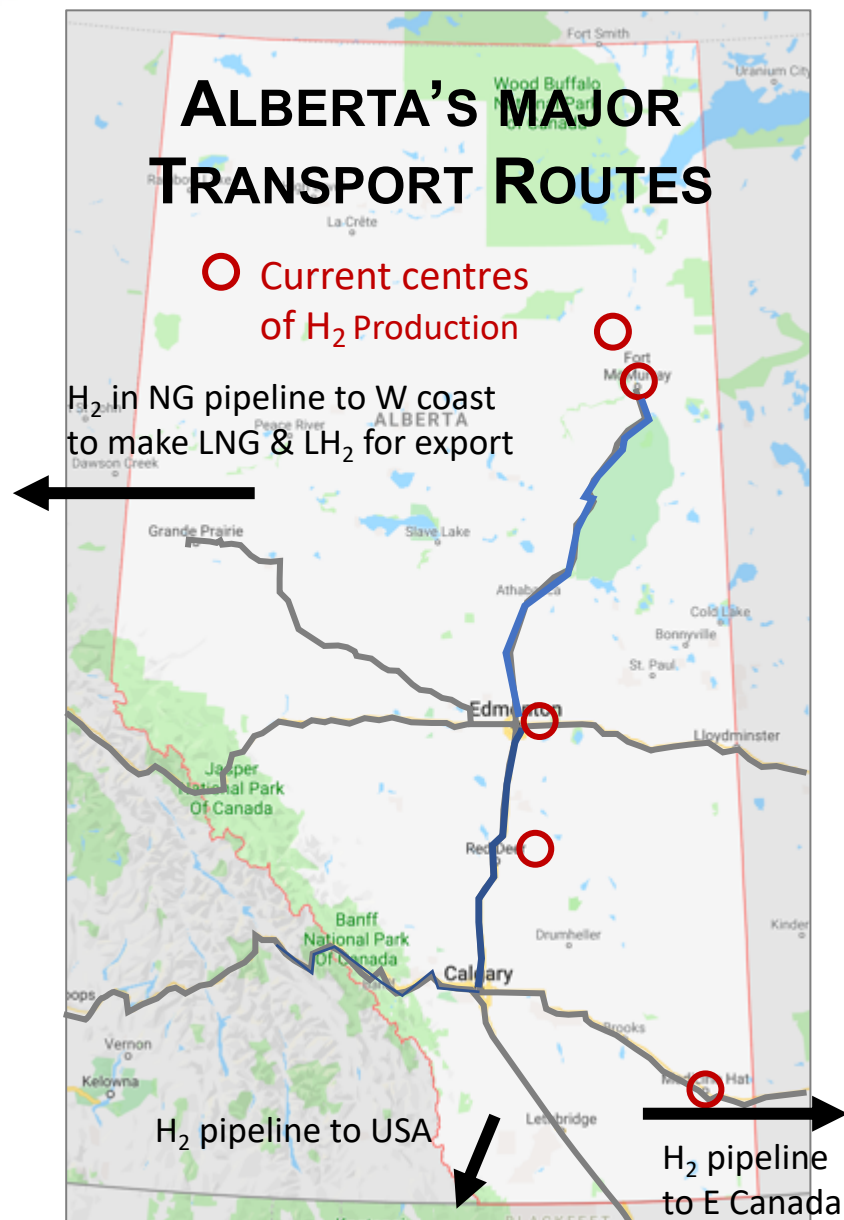 Fort Smith
Uranium City
Wood Buffalo
National Park
of Canada
ALBERTA'S MAJOR
TRANSPORT ROUTES
La Crête
Current centres
of H₂ Production
Fort
McMurray
H₂ in NG pipeline to W coast
to make LNG & LH₂ for export
ALBERTA
Peace River
Dawson Creek
Grande Prairie
Slave Lake
Athabasca
Cold Lake
Bonnyville
St. Paul
Edmonton
Lloydminster
Jasper
National Park
Of Canada
Red Deer
Banff
National Park
Of Canada
Drumheller
Kinder
Banff
Calgary
oops
Brooks
Vernon
Kelowna
Medicine Hat
H₂ pipeline to USA
Lethbridge
H₂ pipeline
to E Canada